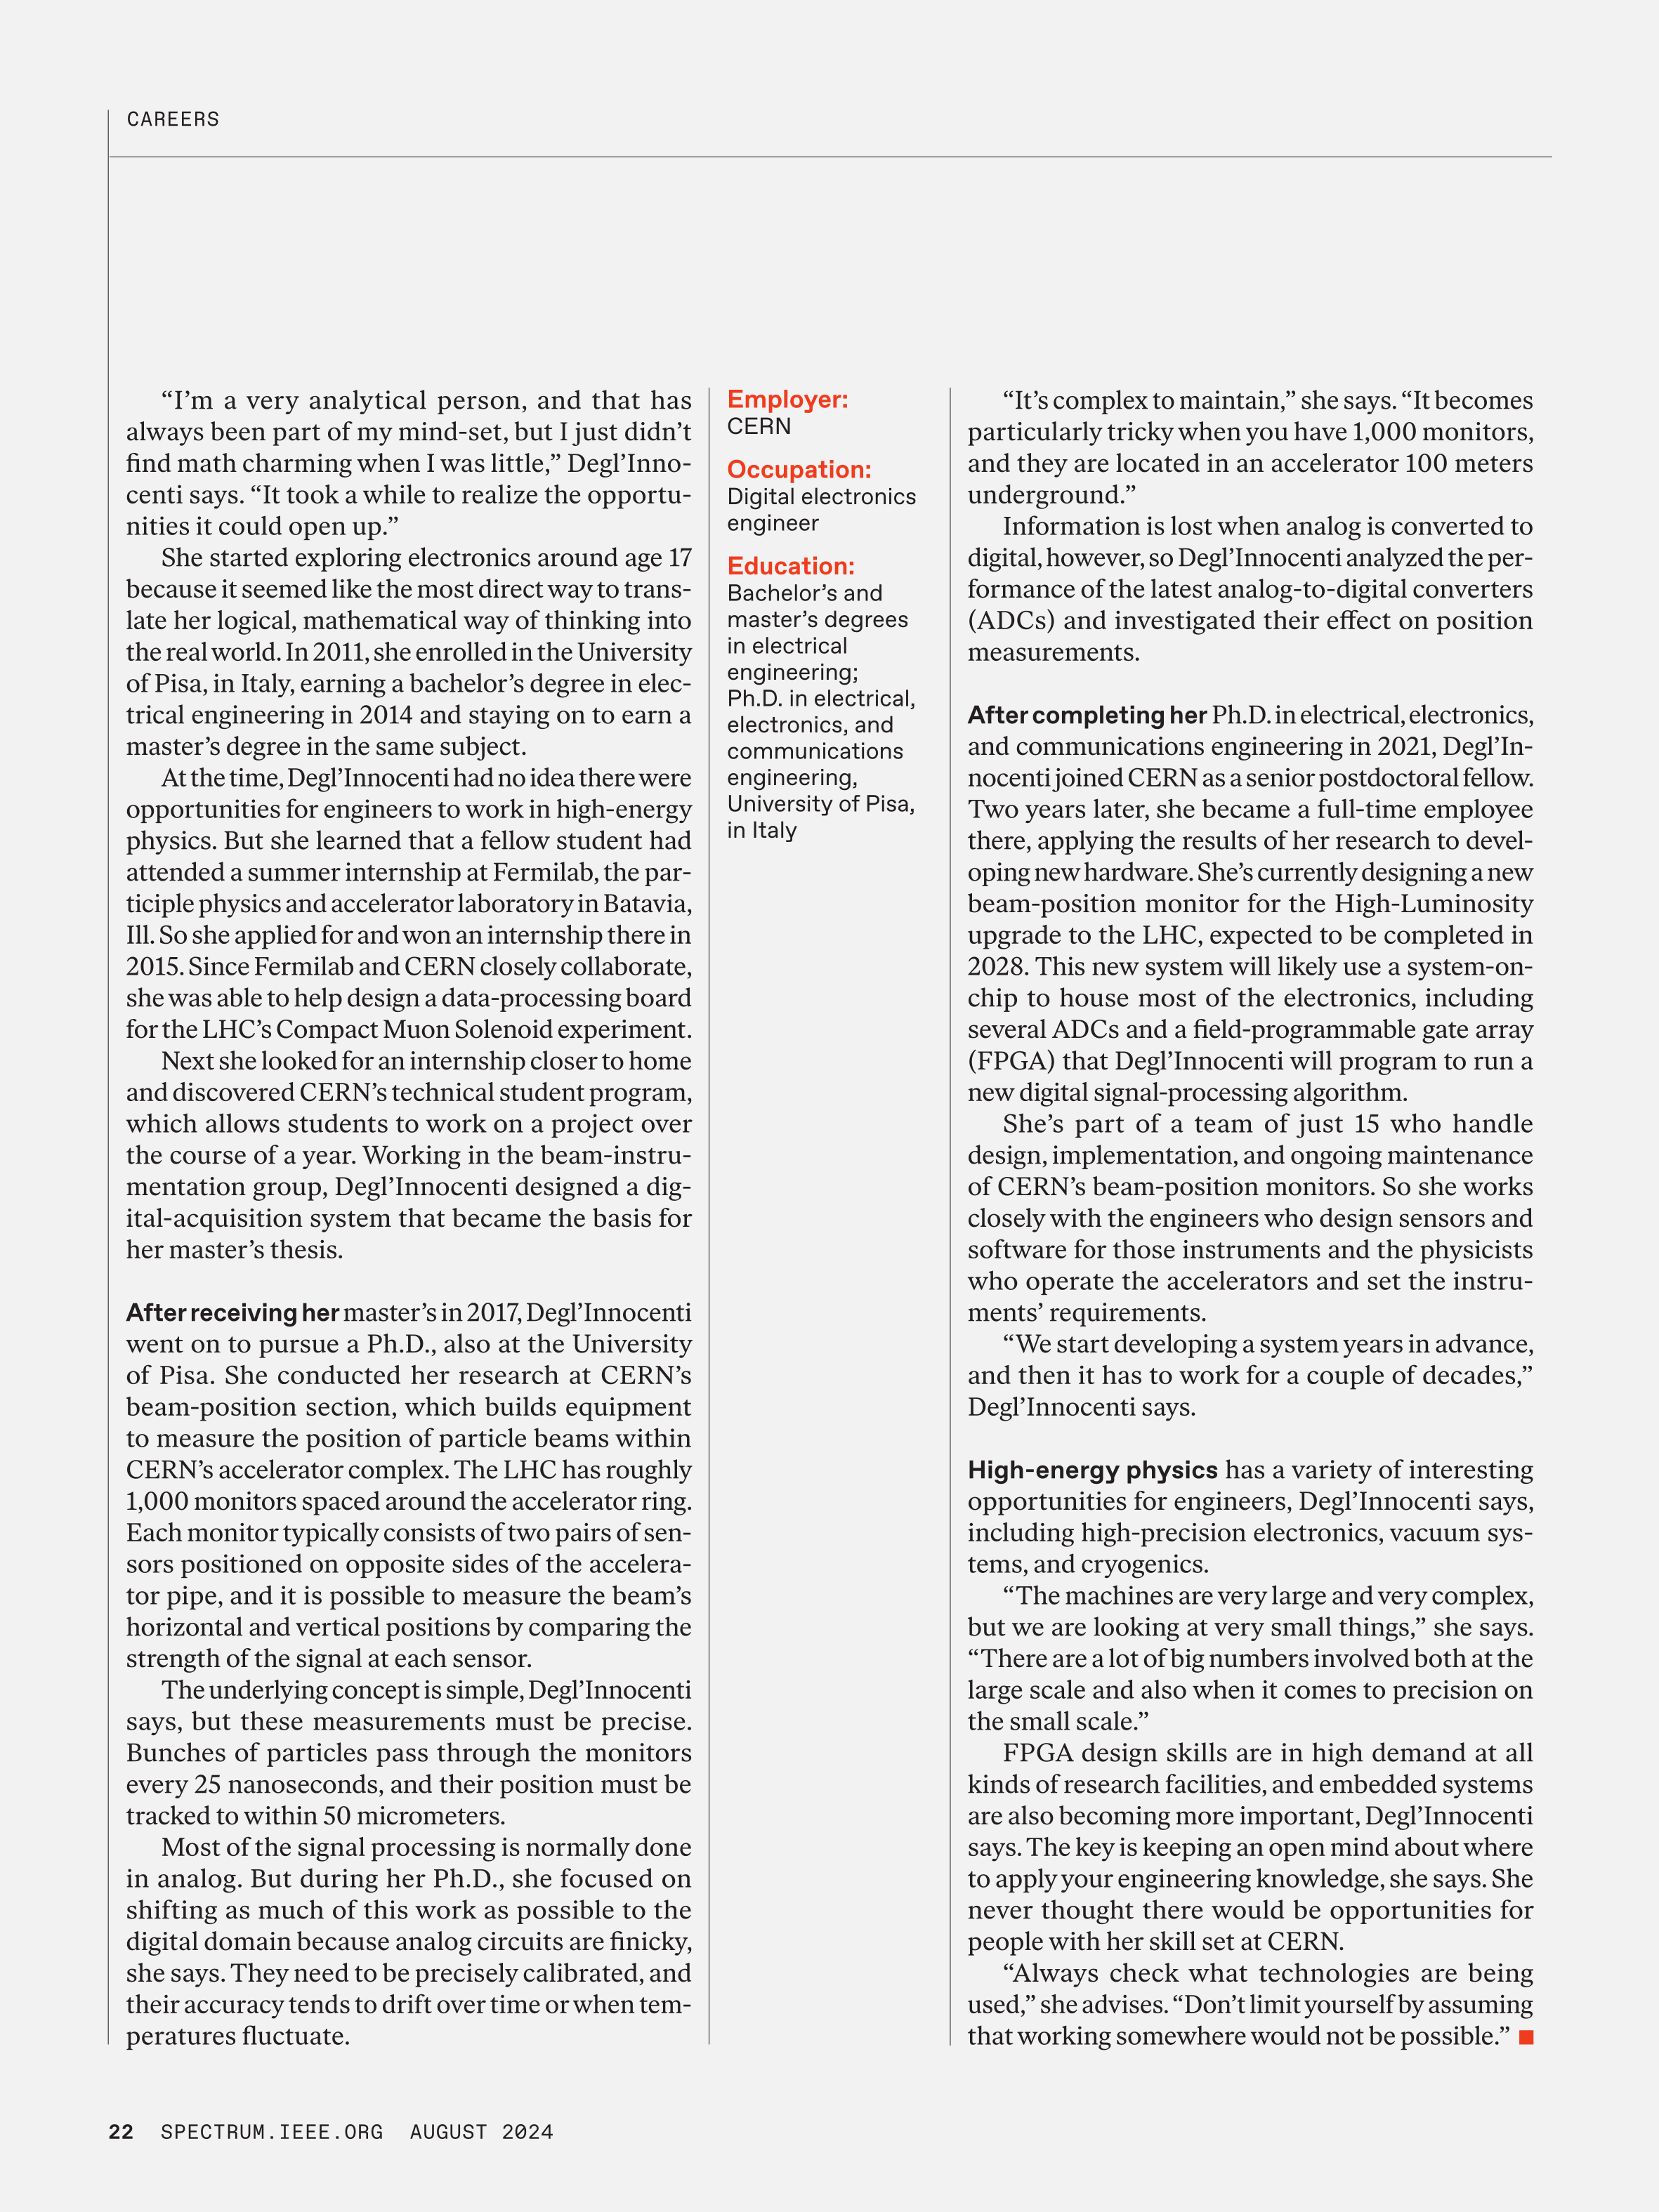 CAREERS
“I’m a very analytical person, and that has
always been part of my mind-set, but I just didn’t
find math charming when I was little,” Degl’Inno-
centi says. “It took a while to realize the opportu-
nities it could open up.”
She started exploring electronics around age 17
because it seemed like the most direct way to trans-
late her logical, mathematical way of thinking into
the real world. In 2011, she enrolled in the University
of Pisa, in Italy, earning a bachelor’s degree in elec-
trical engineering in 2014 and staying on to earn a
master’s degree in the same subject.
At the time, Degl’Innocenti had no idea there were
opportunities for engineers to work in high-energy
physics. But she learned that a fellow student had
attended a summer internship at Fermilab, the par-
ticiple physics and accelerator laboratory in Batavia,
Ill. So she applied for and won an internship there in
2015. Since Fermilab and CERN closely collaborate,
she was able to help design a data-processing board
for the LHC’s Compact Muon Solenoid experiment.
Next she looked for an internship closer to home
and discovered CERN’s technical student program,
which allows students to work on a project over
the course of a year. Working in the beam-instru-
mentation group, Degl’Innocenti designed a dig-
ital-acquisition system that became the basis for
her master’s thesis.
After receiving her master’s in 2017, Degl’Innocenti
went on to pursue a Ph.D., also at the University
of Pisa. She conducted her research at CERN’s
beam-position section, which builds equipment
to measure the position of particle beams within
CERN’s accelerator complex. The LHC has roughly
1,000 monitors spaced around the accelerator ring.
Each monitor typically consists of two pairs of sen-
sors positioned on opposite sides of the accelera-
tor pipe, and it is possible to measure the beam’s
horizontal and vertical positions by comparing the
strength of the signal at each sensor.
The underlying concept is simple, Degl’Innocenti
says, but these measurements must be precise.
Bunches of particles pass through the monitors
every 25 nanoseconds, and their position must be
tracked to within 50 micrometers.
Most of the signal processing is normally done
in analog. But during her Ph.D., she focused on
shifting as much of this work as possible to the
digital domain because analog circuits are finicky,
she says. They need to be precisely calibrated, and
their accuracy tends to drift over time or when tem-
peratures fluctuate.
Employer:
CERN
Occupation:
Digital electronics
engineer
Education:
Bachelor’s and
master’s degrees
in electrical
engineering;
Ph.D. in electrical,
electronics, and
communications
engineering,
University of Pisa,
in Italy
“It’s complex to maintain,” she says. “It becomes
particularly tricky when you have 1,000 monitors,
and they are located in an accelerator 100 meters
underground.”
Information is lost when analog is converted to
digital, however, so Degl’Innocenti analyzed the per-
formance of the latest analog-to-digital converters
(ADCs) and investigated their effect on position
measurements.
After completing her Ph.D. in electrical, electronics,
and communications engineering in 2021, Degl’In-
nocenti joined CERN as a senior postdoctoral fellow.
Two years later, she became a full-time employee
there, applying the results of her research to devel-
oping new hardware. She’s currently designing a new
beam-position monitor for the High-Luminosity
upgrade to the LHC, expected to be completed in
2028. This new system will likely use a system-on-
chip to house most of the electronics, including
several ADCs and a field-programmable gate array
(FPGA) that Degl’Innocenti will program to run a
new digital signal-processing algorithm.
She’s part of a team of just 15 who handle
design, implementation, and ongoing maintenance
of CERN’s beam-position monitors. So she works
closely with the engineers who design sensors and
software for those instruments and the physicists
who operate the accelerators and set the instru-
ments’ requirements.
“We start developing a system years in advance,
and then it has to work for a couple of decades,”
Degl’Innocenti says.
High-energy physics has a variety of interesting
opportunities for engineers, Degl’Innocenti says,
including high-precision electronics, vacuum sys-
tems, and cryogenics.
“The machines are very large and very complex,
but we are looking at very small things,” she says.
“There are a lot of big numbers involved both at the
large scale and also when it comes to precision on
the small scale.”
FPGA design skills are in high demand at all
kinds of research facilities, and embedded systems
are also becoming more important, Degl’Innocenti
says. The key is keeping an open mind about where
to apply your engineering knowledge, she says. She
never thought there would be opportunities for
people with her skill set at CERN.
“Always check what technologies are being
used,” she advises. “Don’t limit yourself by assuming
that working somewhere would not be possible.”
22 SPECTRUM.IEEE.ORG AUGUST 2024